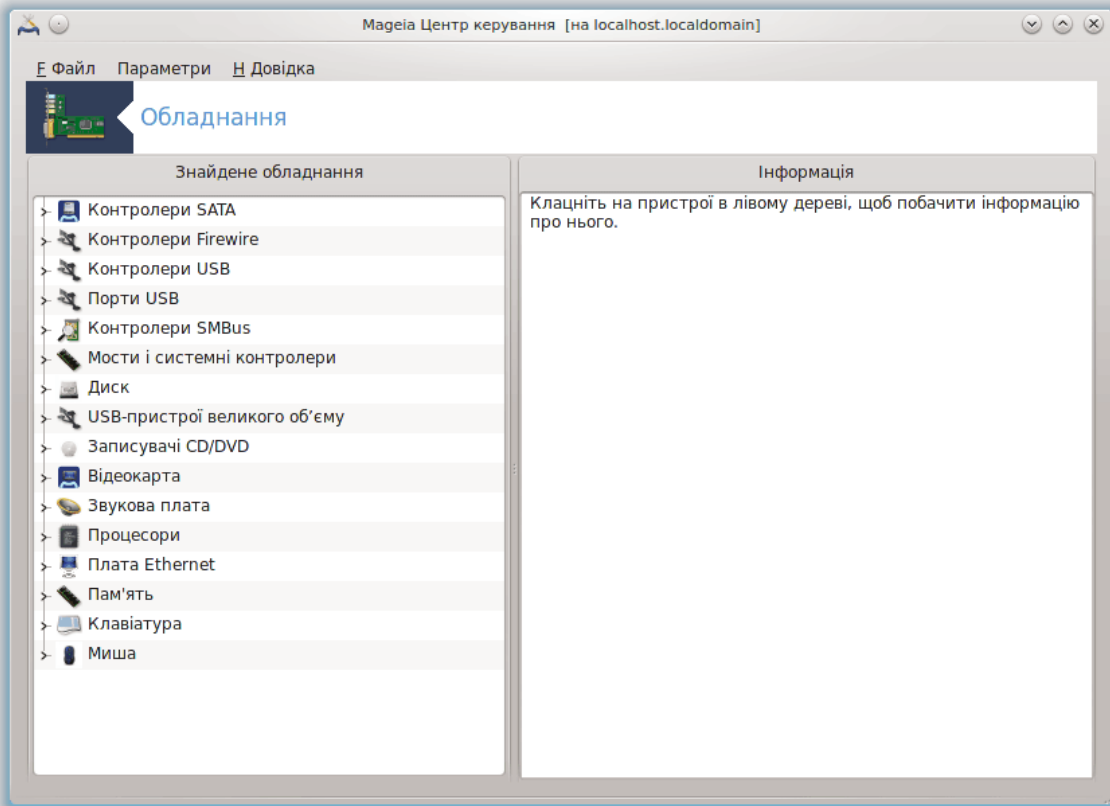 Mageia Центр керування [на localhost.localdomain]
F Файл Параметри H Довідка
Обладнання
Знайдене обладнання
Контролери SATA
Контролери Firewire
Контролери USB
Порти USB
Контролери SMBus
Мости і системні контролери
Диск
USB-пристрої великого об’єму
Записувачі CD/DVD
Відеокарта
Звукова плата
Процесори
Плата Ethernet
Пам'ять
Клавіатура
Миша
Інформація
Клацніть на пристрої в лівому дереві, щоб побачити інформацію
про нього.